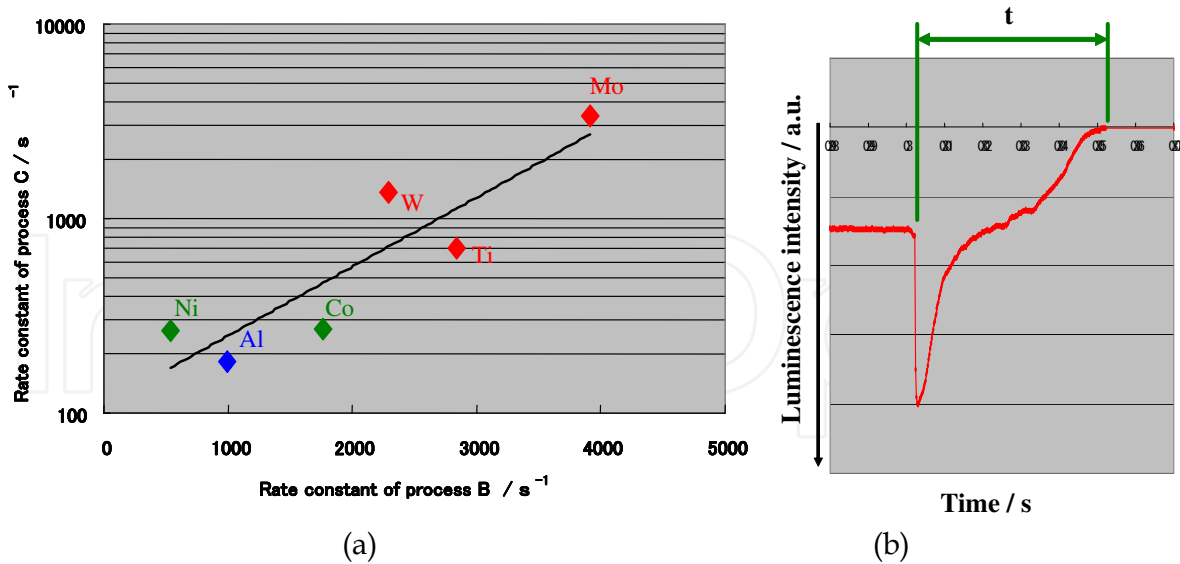 10000
1000
100
Rate constant of process C / s ⁻¹
Mo
W
Ti
Ni
Co
Al
0 1000 2000 3000 4000 5000
Rate constant of process B / s ⁻¹
(a)
t
Luminescence intensity / a.u.
Time / s
(b)